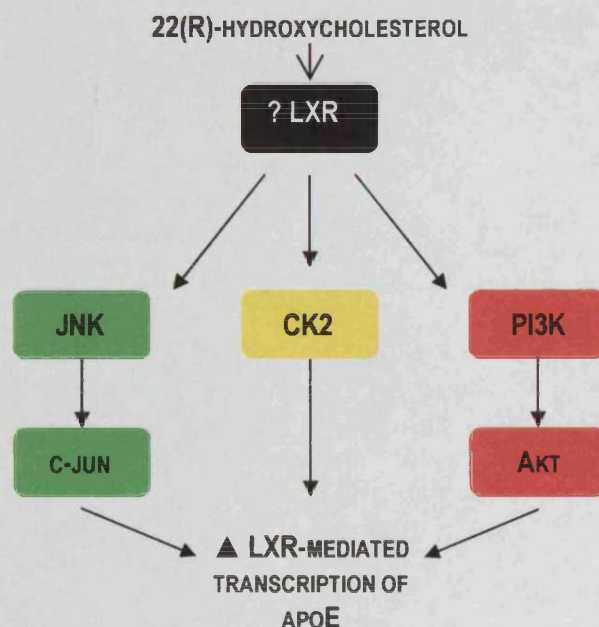 22(R)-HYDROXYCHOLESTEROL
? LXR
JNK
CK2
PI3K
C-JUN
AKT
▲ LXR-MEDIATED
TRANSCRIPTION OF
APOE